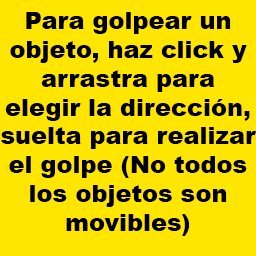 Para golpear un
objeto, haz click y
arrastra para
elegir la dirección,
suelta para realizar
el golpe (No todos
los objetos son
movibles)